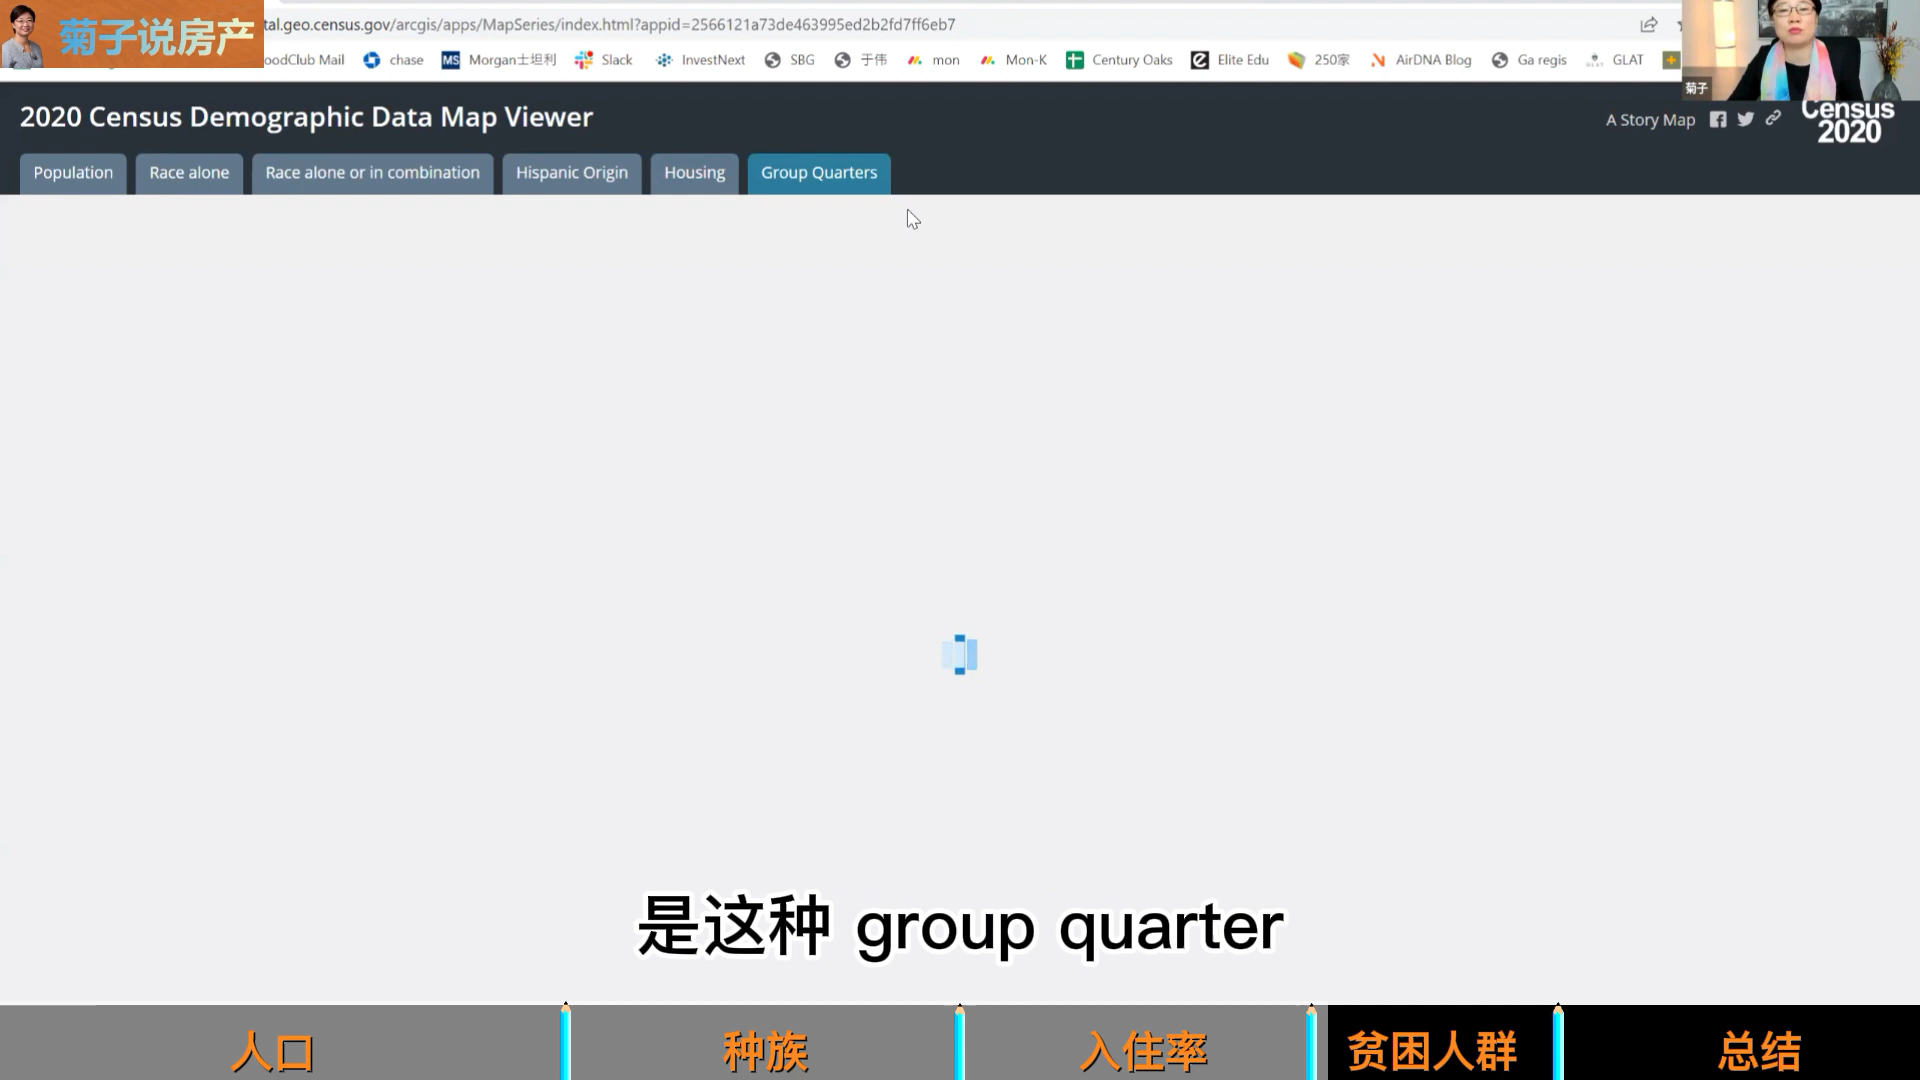 菊子说房产
tal.geo.census.gov/arcgis/apps/MapSeries/index.html?appid=2566121a73de463995ed2b2fd7ff6eb7
oodClub Mail chase MS Morgan士坦利 Slack InvestNext SBG 于伟 mon Mon-K Century Oaks Elite Edu 250家 AirDNA Blog Ga regis GLAT
菊子
2020 Census Demographic Data Map Viewer
A Story Map
Census
2020
Population Race alone Race alone or in combination Hispanic Origin Housing Group Quarters
是这种 group quarter
人口 种族 入住率 贫困人群 总结